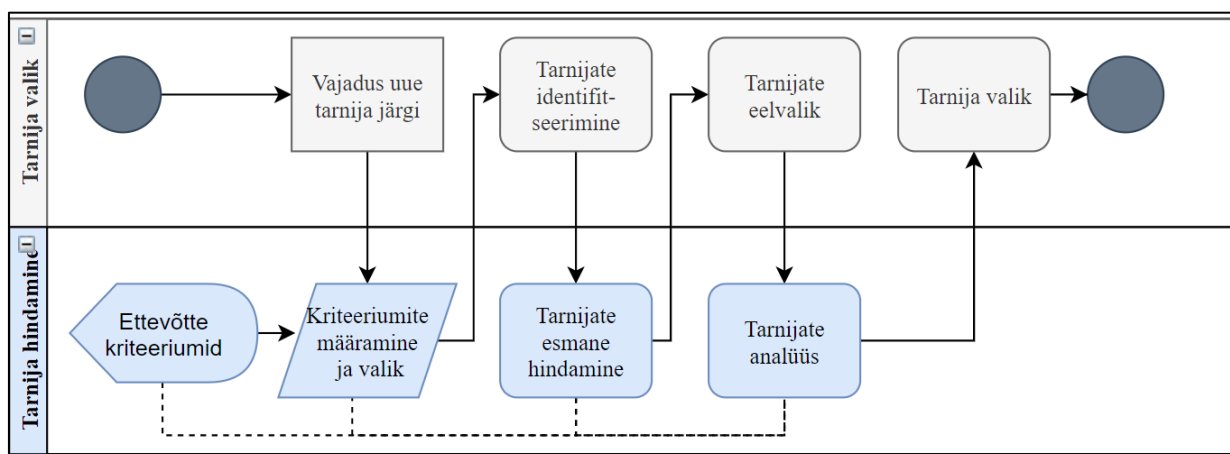 Tarnija valik
Vajadus uue
tarnija järgi
Tarnijate
identifit-
seerimine
Tarnijate
eelvalik
Tarnija valik
Tarnija hindamine
Ettevõtte
kriteeriumid
Kriteeriumite
määramine
ja valik
Tarnijate
esmane
hindamine
Tarnijate
analüüs